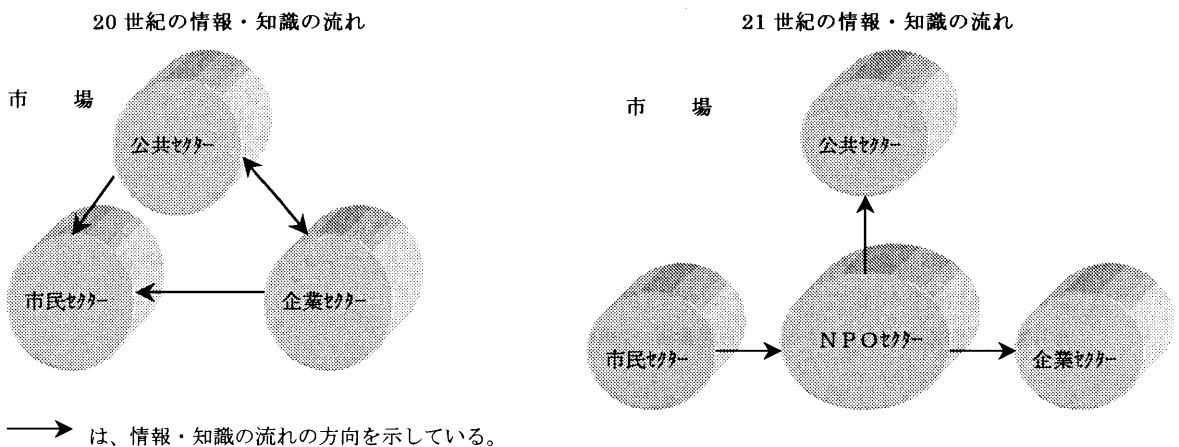 20 世紀の情報・知識の流れ
市　　場
公共ｾｸﾀｰ
市民ｾｸﾀｰ
企業ｾｸﾀｰ
は、情報・知識の流れの方向を示している。
21 世紀の情報・知識の流れ
市　　場
公共ｾｸﾀｰ
市民ｾｸﾀｰ
ＮＰＯｾｸﾀｰ
企業ｾｸﾀｰ